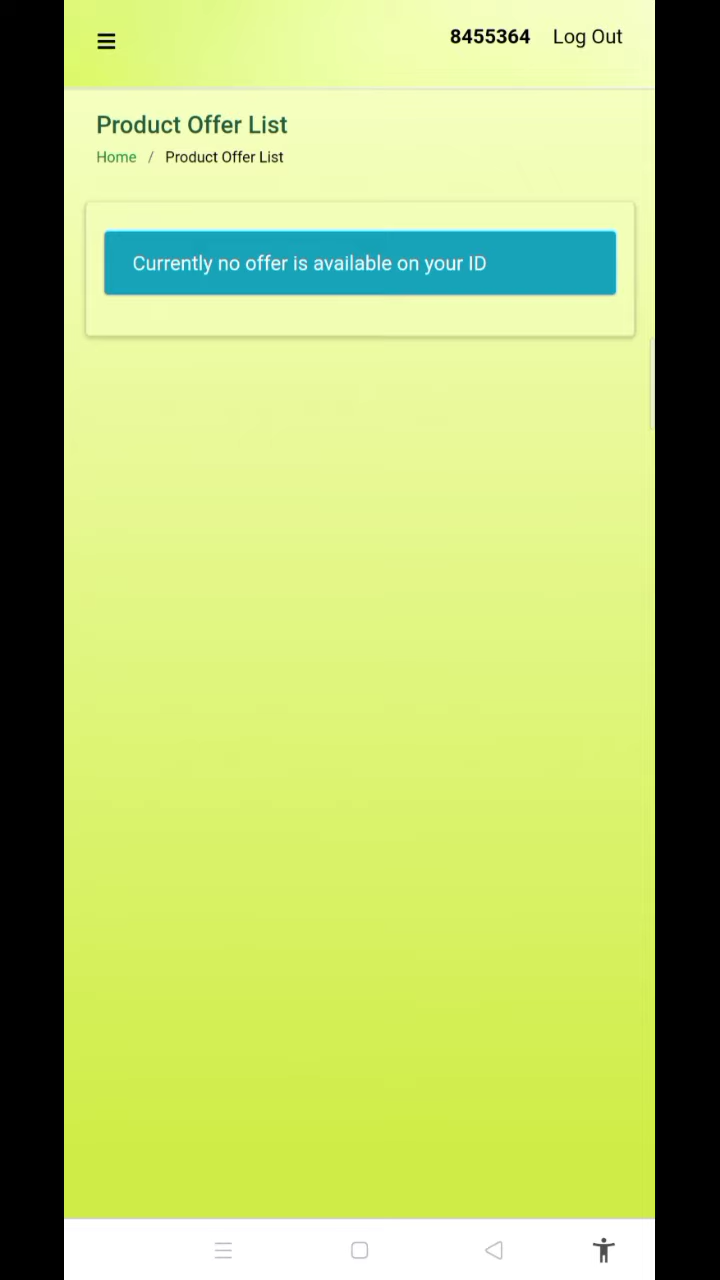 8455364 Log Out
Product Offer List
Home / Product Offer List
Currently no offer is available on your ID